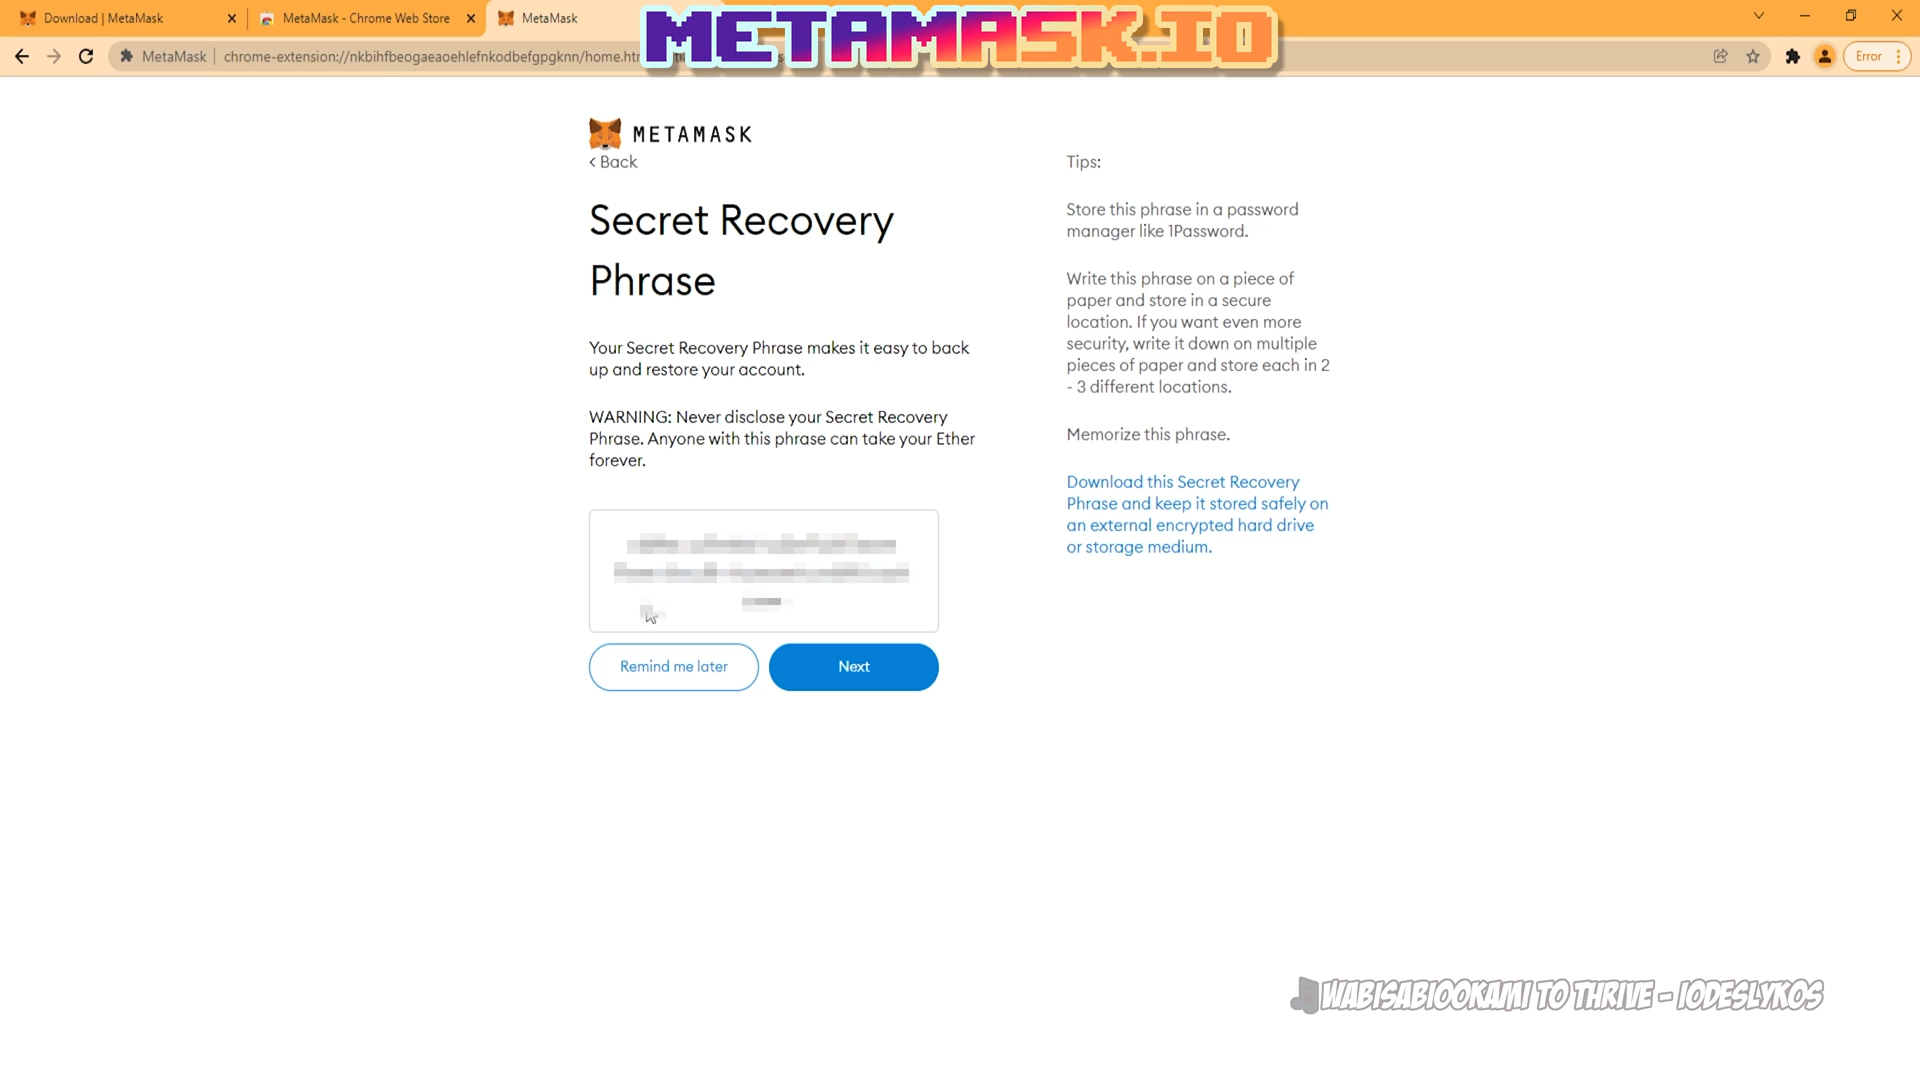 Download | MetaMask
MetaMask - Chrome Web Store
MetaMask
METAMASK.IO
MetaMask
chrome-extension://nkbihfbeogaeaoehlefnkodbefgpgknn/home.htm
Error
METAMASK
< Back
Tips:
Secret Recovery
Phrase
Store this phrase in a password
manager like 1Password.
Write this phrase on a piece of
paper and store in a secure
location. If you want even more
security, write it down on multiple
pieces of paper and store each in 2
- 3 different locations.
Your Secret Recovery Phrase makes it easy to back
up and restore your account.
WARNING: Never disclose your Secret Recovery
Phrase. Anyone with this phrase can take your Ether
forever.
Memorize this phrase.
Download this Secret Recovery
Phrase and keep it stored safely on
an external encrypted hard drive
or storage medium.
Remind me later
Next
WABISABIOOKAMI TO THRIVE - IODESLYKOS